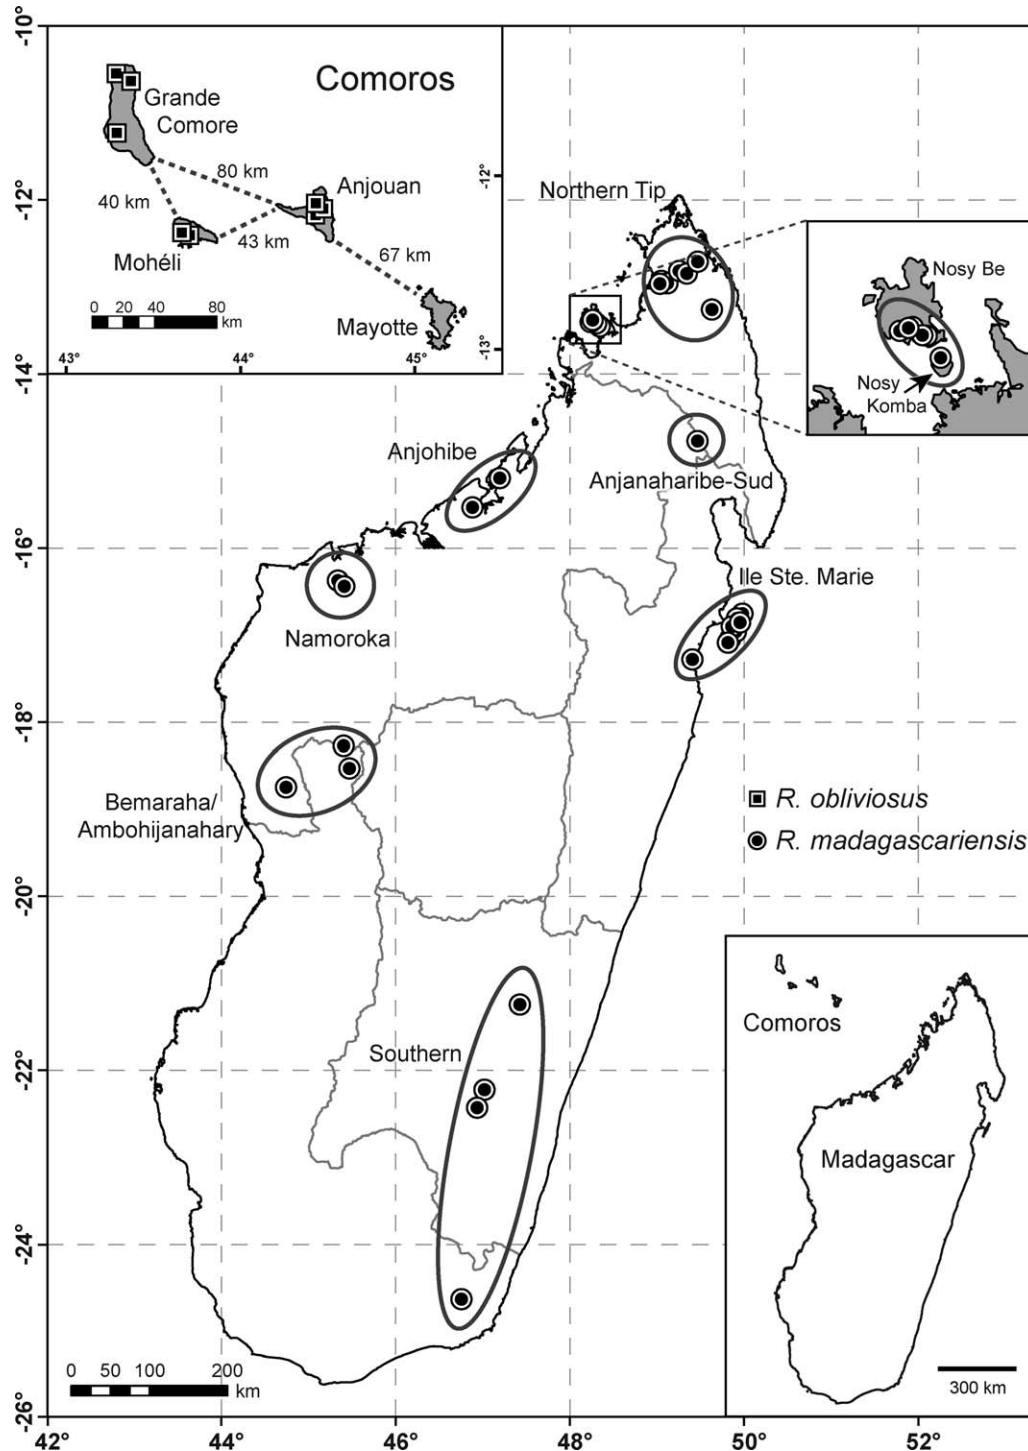 -10°
-12°
-14°
-16°
-18°
-20°
-22°
-24°
-26°
42
44
46
48
50°
52°
Comoros
Grande
Comore
80 km
40 km
Anjouan
43 km
67 km
Mohéli
Mayotte
0 20 40 80
km
43°
44°
45°
-12°
-13°
Northern Tip
Nosy Be
Nosy
Komba
Anjohibe
Anjanaharibe-Sud
Ile Ste. Marie
Namoroka
Bemaraha/
Ambohijanahary
R. obliviosus
R. madagascariensis
Southern
Comoros
Madagascar
300 km
0 50 100 200
km